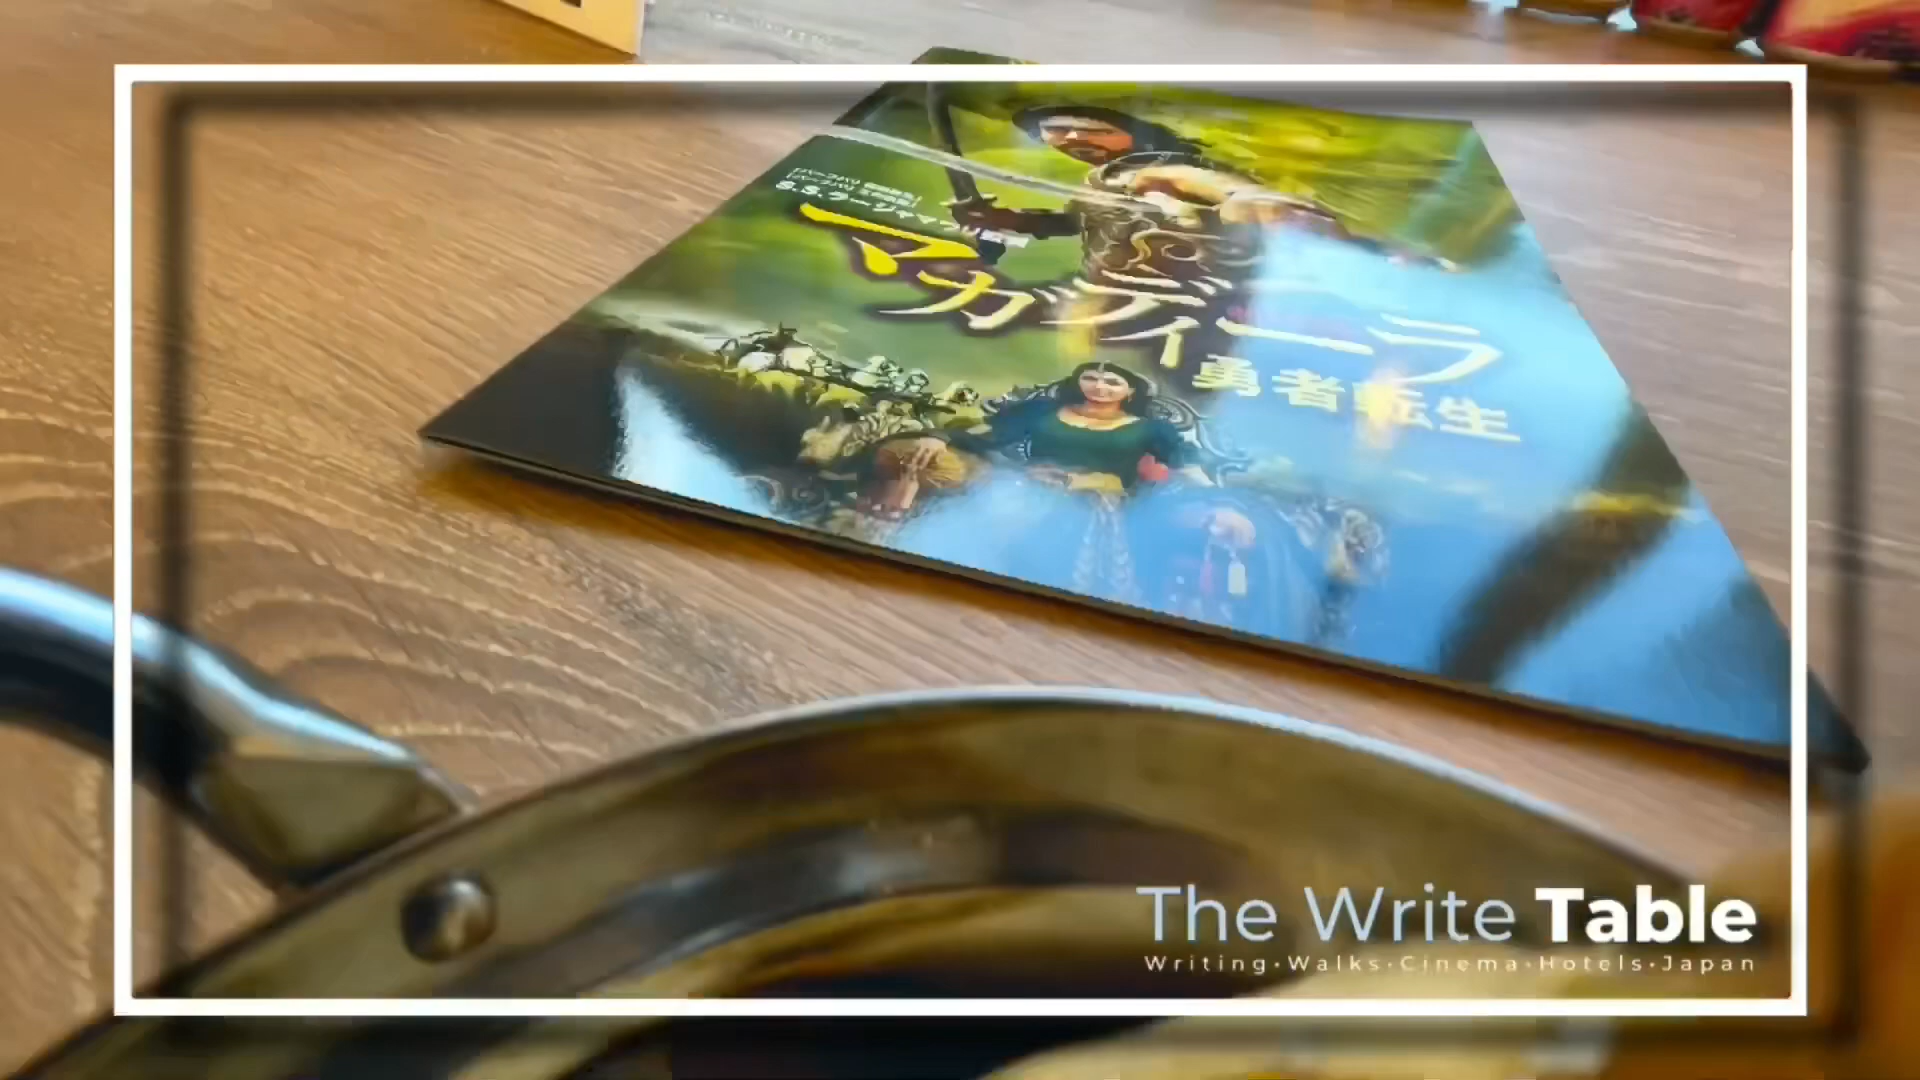 S.S.ラージャマウリ
マガディーラ
勇者転生
The Write Table
Writing•Walks•Cinema•Hotels•Japan